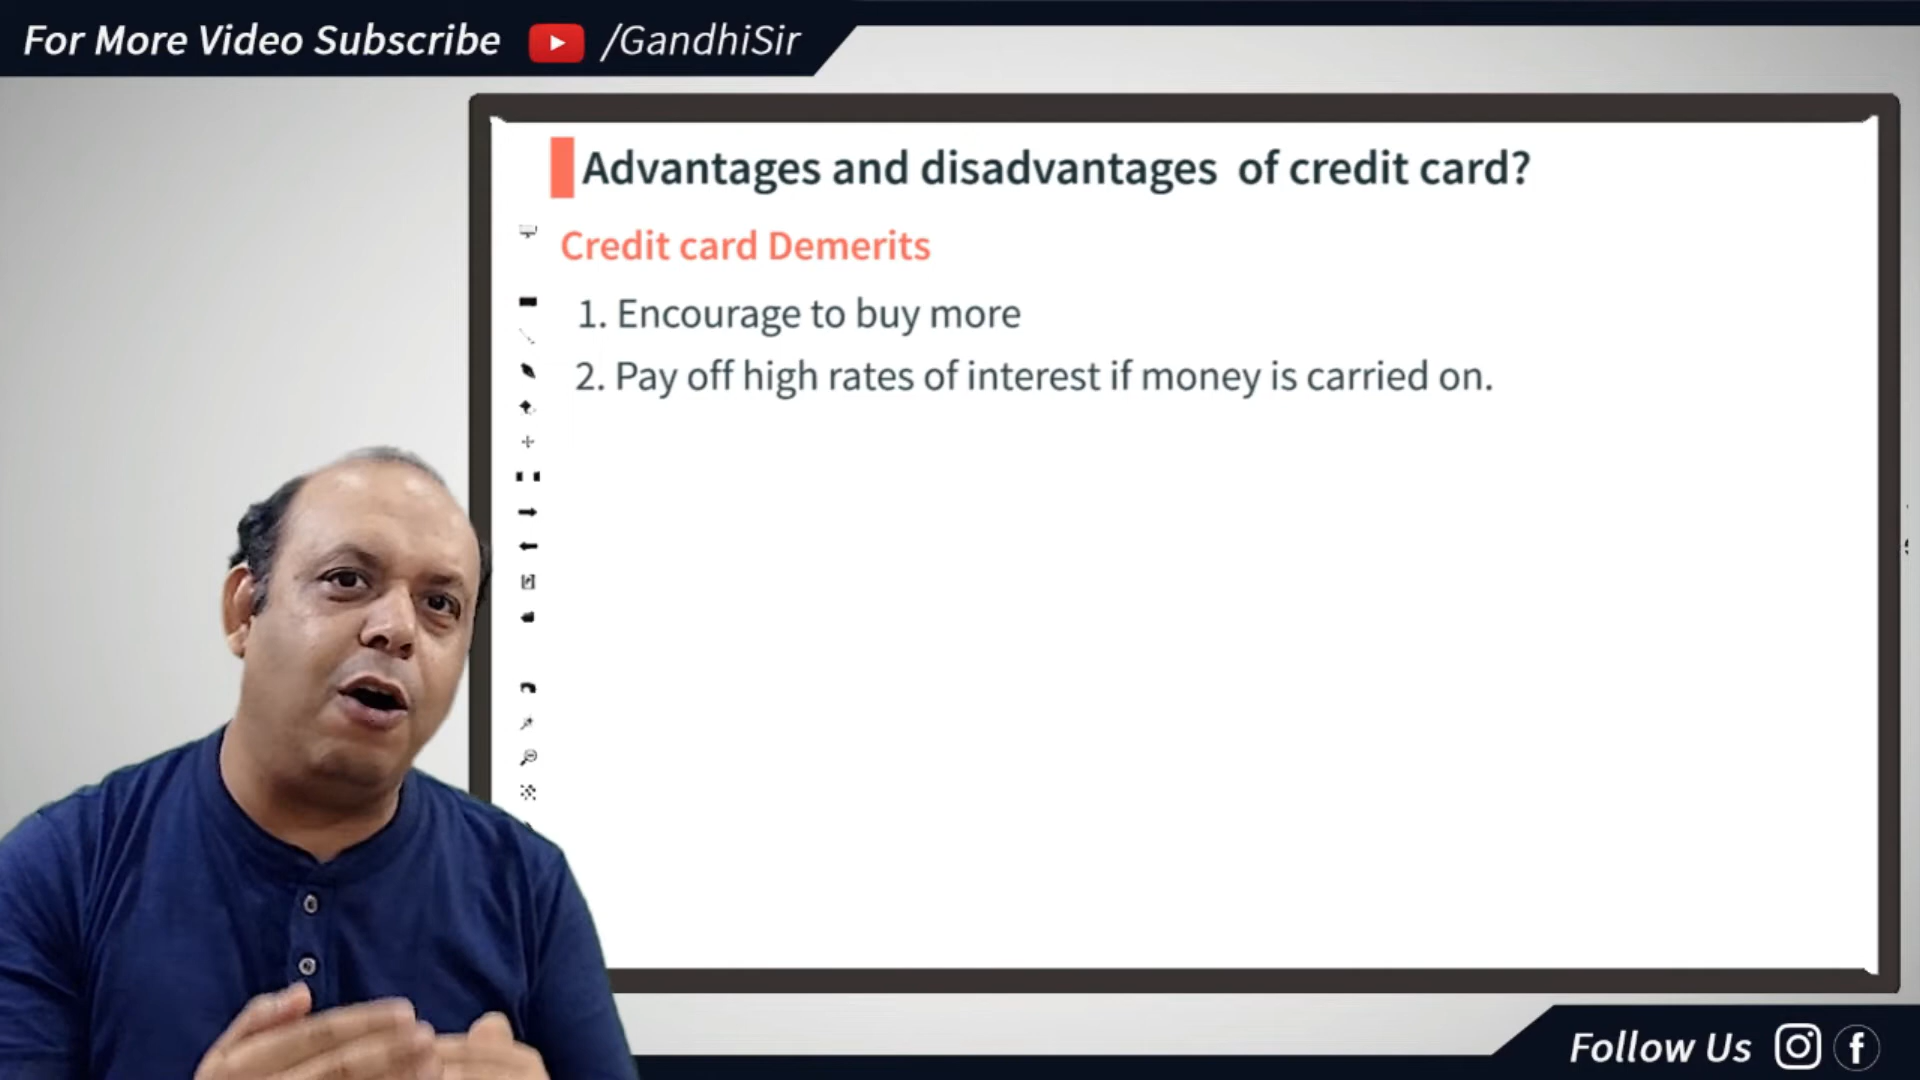 For More Video Subscribe /GandhiSir
Advantages and disadvantages of credit card?
Credit card Demerits
1. Encourage to buy more
2. Pay off high rates of interest if money is carried on.
Follow Us